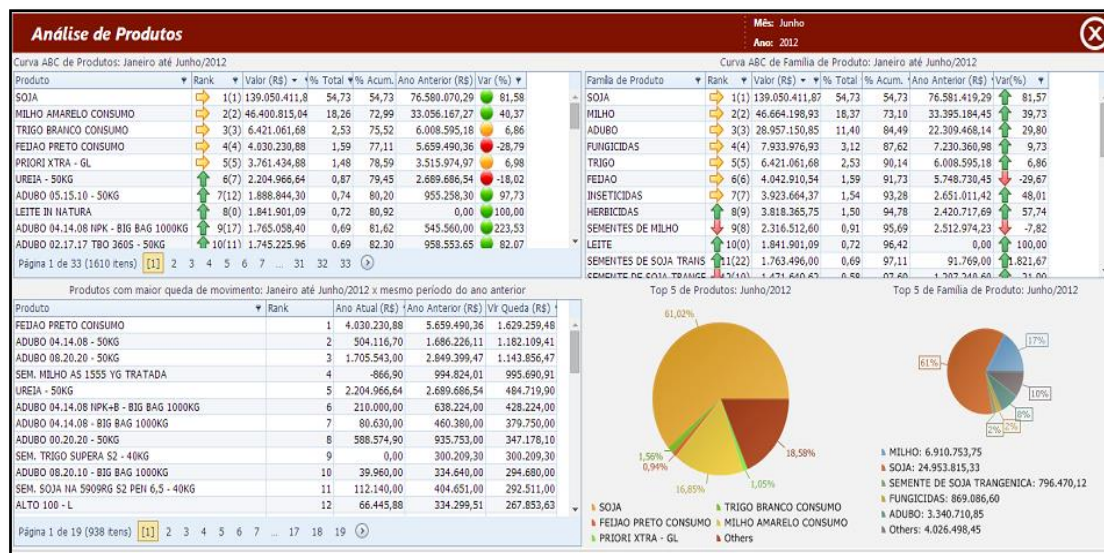 Análise de Produtos
Mês: Junho
Ano: 2012
Curva ABC de Produtos: Janeiro até Junho/2012
Produto Rank Valor (R$) % Total % Acum. Ano Anterior (R$) Var (%)
SOJA 1(1) 139.050.411,8 54,73 54,73 76.580.070,29 81,58
MILHO AMARELO CONSUMO 2(2) 46.400.815,04 18,26 72,99 33.056.167,27 40,37
TRIGO BRANCO CONSUMO 3(3) 6.421.061,68 2,53 75,52 6.008.595,18 6,86
FEIJAO PRETO CONSUMO 4(4) 4.030.230,88 1,59 77,11 5.659.490,36 -28,79
PRIORI XTRA - GL 5(5) 3.761.434,88 1,48 78,59 3.515.974,97 6,98
UREIA - 50KG 6(7) 2.204.966,64 0,87 79,45 2.689.686,54 -18,02
ADUBO 05.15.10 - 50KG 7(12) 1.888.844,30 0,74 80,20 955.258,30 97,73
LEITE IN NATURA 8(0) 1.841.901,09 0,72 80,92 0,00 100,00
ADUBO 04.14.08 NPK - BIG BAG 1000KG 9(17) 1.765.058,40 0,69 81,62 545.560,00 223,53
ADUBO 02.17.17 TBO 360S - 50KG 10(11) 1.745.225,96 0,69 82,30 958.553,65 82,07
Página 1 de 33 (1610 itens) [1] 2 3 4 5 6 7 ... 31 32 33
Curva ABC de Família de Produto: Janeiro até Junho/2012
Família de Produto Rank Valor (R$) % Total % Acum. Ano Anterior (R$) Var(%)
SOJA 1(1) 139.050.411,87 54,73 54,73 76.581.419,29 81,57
MILHO 2(2) 46.664.198,93 18,37 73,10 33.395.184,45 39,73
ADUBO 3(3) 28.957.150,85 11,40 84,49 22.309.468,14 29,80
FUNGICIDAS 4(4) 7.933.976,93 3,12 87,62 7.230.360,98 9,73
TRIGO 5(5) 6.421.061,68 2,53 90,14 6.008.595,18 6,86
FEIJAO 6(6) 4.042.910,54 1,59 91,73 5.748.730,45 -29,67
INSETICIDAS 7(7) 3.923.664,37 1,54 93,28 2.651.011,42 48,01
HERBICIDAS 8(9) 3.818.365,75 1,50 94,78 2.420.717,69 57,74
SEMENTES DE MILHO 9(8) 2.316.512,60 0,91 95,69 2.512.974,23 -7,82
LEITE 10(0) 1.841.901,09 0,72 96,42 0,00 100,00
SEMENTES DE SOJA TRANS 11(22) 1.763.496,00 0,69 97,11 91.769,00 1.821,67
SEMENTE DE SOJA TRANGE 12(10)
Produtos com maior queda de movimento: Janeiro até Junho/2012 x mesmo período do ano anterior
Produto Rank Ano Atual (R$) Ano Anterior (R$) Vlr Queda (R$)
FEIJAO PRETO CONSUMO 1 4.030.230,88 5.659.490,36 1.629.259,48
ADUBO 04.14.08 - 50KG 2 504.116,70 1.686.226,11 1.182.109,41
ADUBO 08.20.20 - 50KG 3 1.705.543,00 2.849.399,47 1.143.856,47
SEM. MILHO AS 1555 YG TRATADA 4 -866,90 994.824,01 995.690,91
UREIA - 50KG 5 2.204.966,64 2.689.686,54 484.719,90
ADUBO 04.14.08 NPK+B - BIG BAG 1000KG 6 210.000,00 638.224,00 428.224,00
ADUBO 04.14.08 - BIG BAG 1000KG 7 80.630,00 460.380,00 379.750,00
ADUBO 00.20.20 - 50KG 8 588.574,90 935.753,00 347.178,10
SEM. TRIGO SUPERA S2 - 40KG 9 0,00 300.209,30 300.209,30
ADUBO 08.20.10 - BIG BAG 1000KG 10 39.960,00 334.640,00 294.680,00
SEM. SOJA NA 5909RG S2 PEN 6,5 - 40KG 11 112.140,00 404.651,00 292.511,00
ALTO 100 - L 12 66.445,88 334.299,51 267.853,63
Página 1 de 19 (938 itens) [1] 2 3 4 5 6 7 ... 17 18 19
Top 5 de Produtos: Junho/2012
61,02%
18,58%
1,05%
16,85%
0,94%
1,56%
SOJA TRIGO BRANCO CONSUMO
FEIJAO PRETO CONSUMO MILHO AMARELO CONSUMO
PRIORI XTRA - GL Others
Top 5 de Família de Produto: Junho/2012
17%
61%
10%
8%
2%
2%
MILHO: 6.910.753,75
SOJA: 24.953.815,33
SEMENTE DE SOJA TRANGENICA: 796.470,12
FUNGICIDAS: 869.086,60
ADUBO: 3.340.710,85
Others: 4.026.498,45